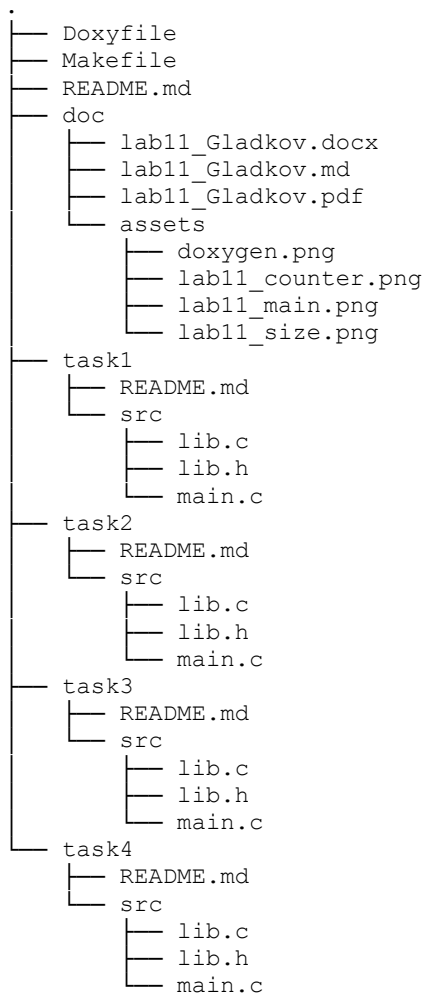 .
├── Doxyfile
├── Makefile
├── README.md
├── doc
│   ├── lab11_Gladkov.docx
│   ├── lab11_Gladkov.md
│   ├── lab11_Gladkov.pdf
│   └── assets
│       ├── doxygen.png
│       ├── lab11_counter.png
│       ├── lab11_main.png
│       └── lab11_size.png
├── task1
│   ├── README.md
│   └── src
│       ├── lib.c
│       ├── lib.h
│       └── main.c
├── task2
│   ├── README.md
│   └── src
│       ├── lib.c
│       ├── lib.h
│       └── main.c
├── task3
│   ├── README.md
│   └── src
│       ├── lib.c
│       ├── lib.h
│       └── main.c
└── task4
    ├── README.md
    └── src
        ├── lib.c
        ├── lib.h
        └── main.c